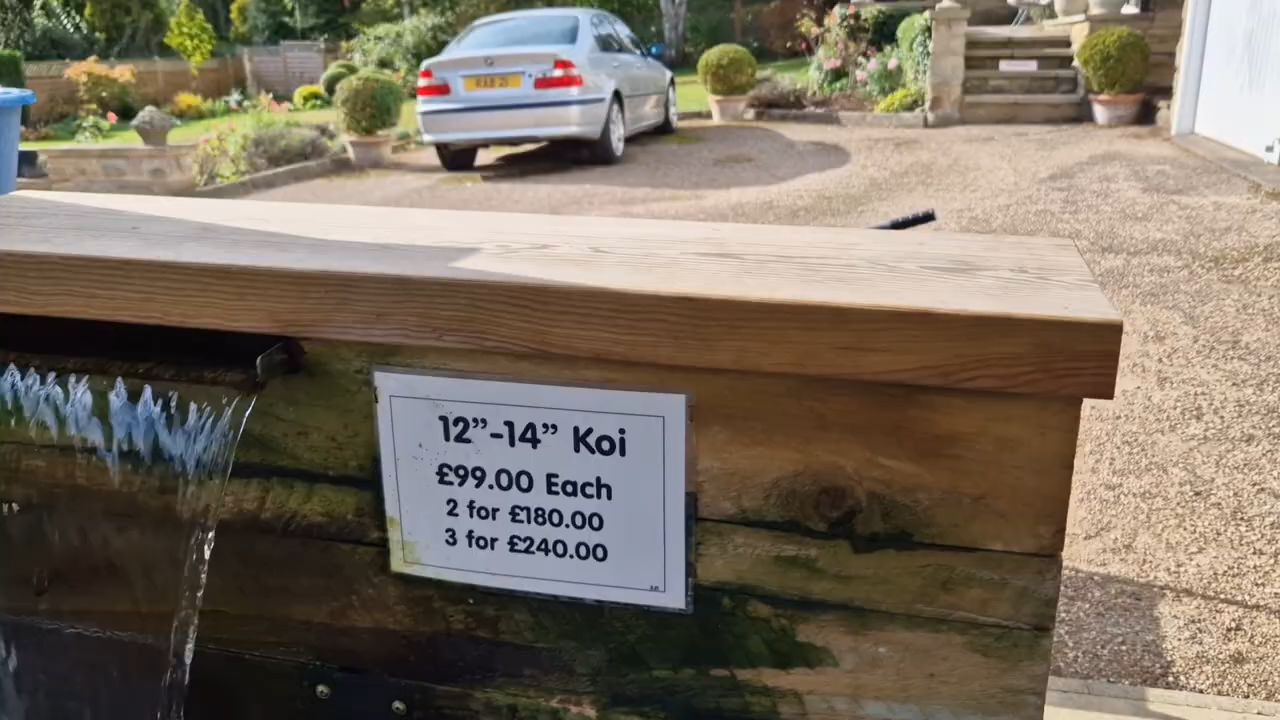 12”-14” Koi
£99.00 Each
2 for £180.00
3 for £240.00